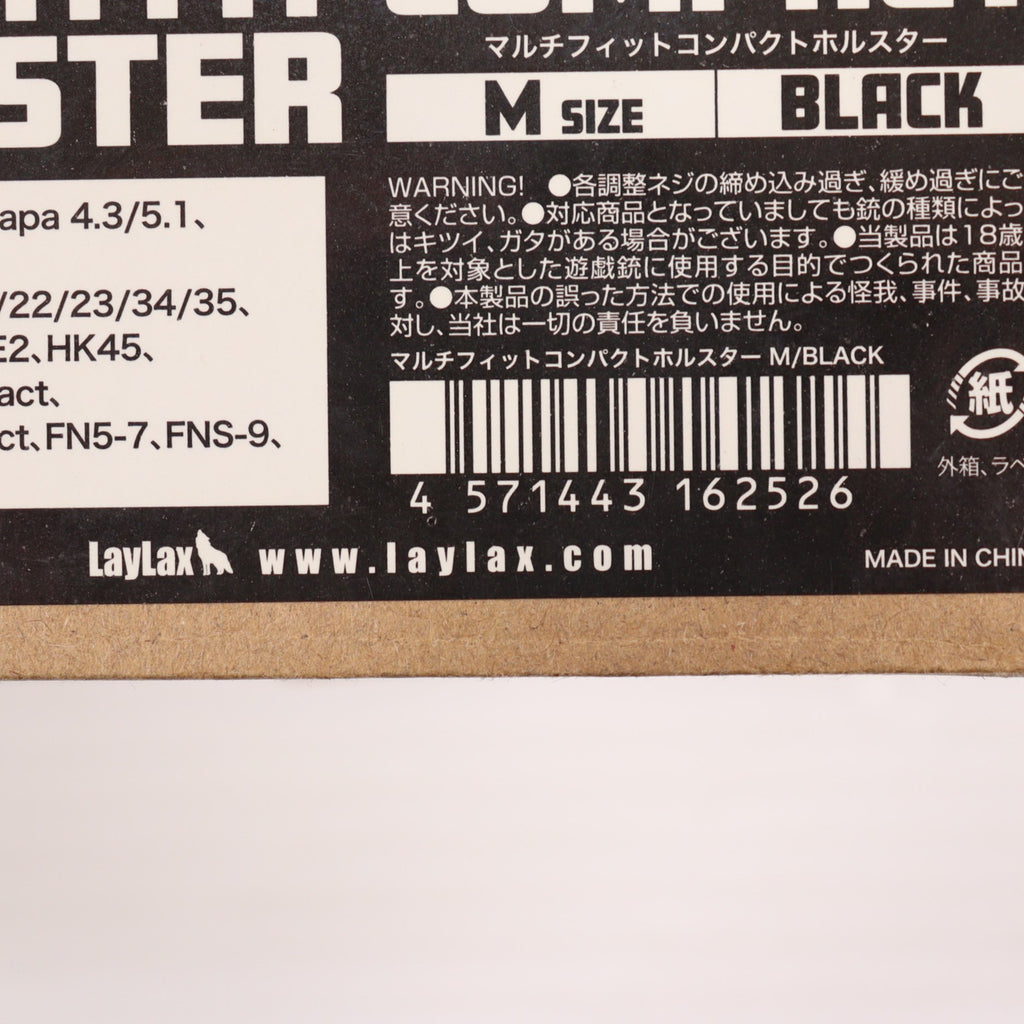 STER
マルチフィットコンパクトホルスター
M SIZE
BLACK
apa 4.3/5.1、
/22/23/34/35、
E2、HK45、
act、
ct、FN5-7、FNS-9、
WARNING! ●各調整ネジの締め込み過ぎ、緩め過ぎにご
意ください。●対応商品となっていましても銃の種類によっ
はキツイ、ガタがある場合がございます。●当製品は18歳
上を対象とした遊戯銃に使用する目的でつくられた商品
す。●本製品の誤った方法での使用による怪我、事件、事故
対し、当社は一切の責任を負いません。
マルチフィットコンパクトホルスター M/BLACK
4 571443 162526
紙
外箱、ラベ
LayLax www.laylax.com
MADE IN CHIN